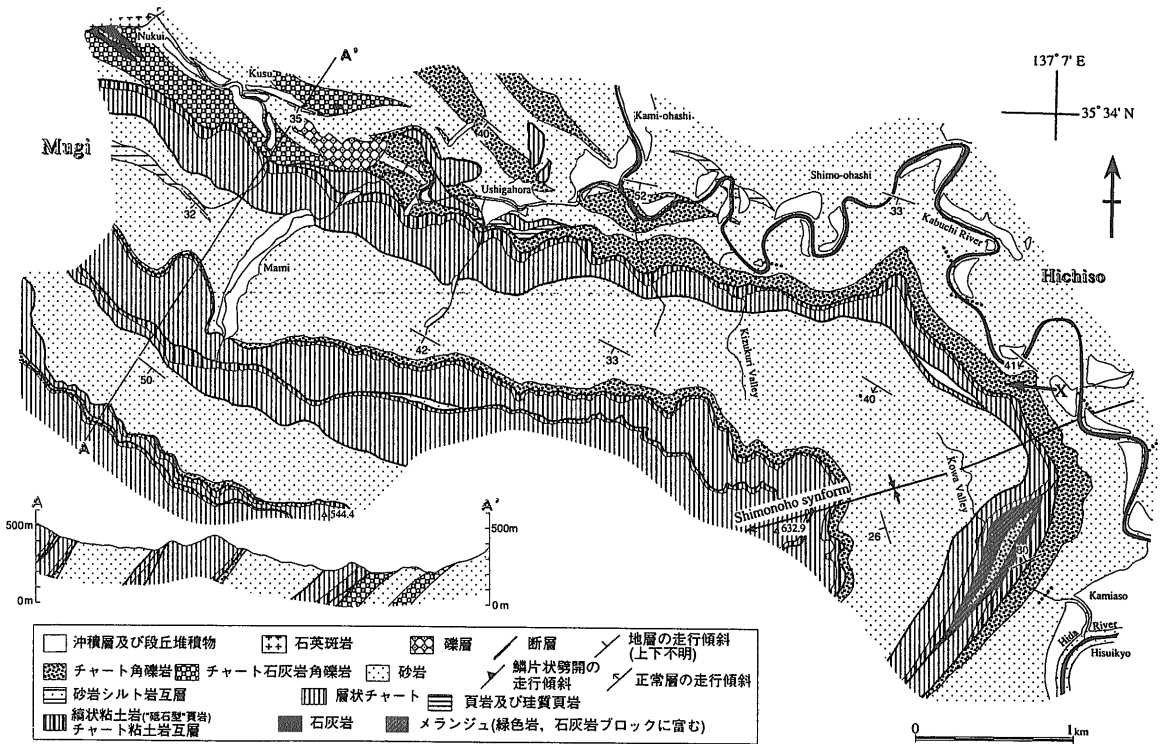 Nukui
Kusu
A'
35
137° 7' E
35° 34' N
Mugi
40
Kami-ohashi
Ushigahora
52
Shimo-ohashi
33
Kabuchi River
Hichiso
32
Mami
42
33
Kizukuri Valley
40
41
X
50
A
Kowa Valley
Shimonoho synform
544.4
632.9
26
30
Kamiaso
Hida River
Hisuikyo
A
A'
500m
500m
0m
0m
沖積層及び段丘堆積物
石英斑岩
礫層
断層
地層の走行傾斜
(上下不明)
チャート角礫岩
チャート石灰岩角礫岩
砂岩
鱗片状劈開の
走行傾斜
正常層の走行傾斜
砂岩シルト岩互層
層状チャート
頁岩及び珪質頁岩
縞状粘土岩("砥石型"頁岩)
チャート粘土岩互層
石灰岩
メランジュ(緑色岩, 石灰岩ブロックに富む)
0
1km